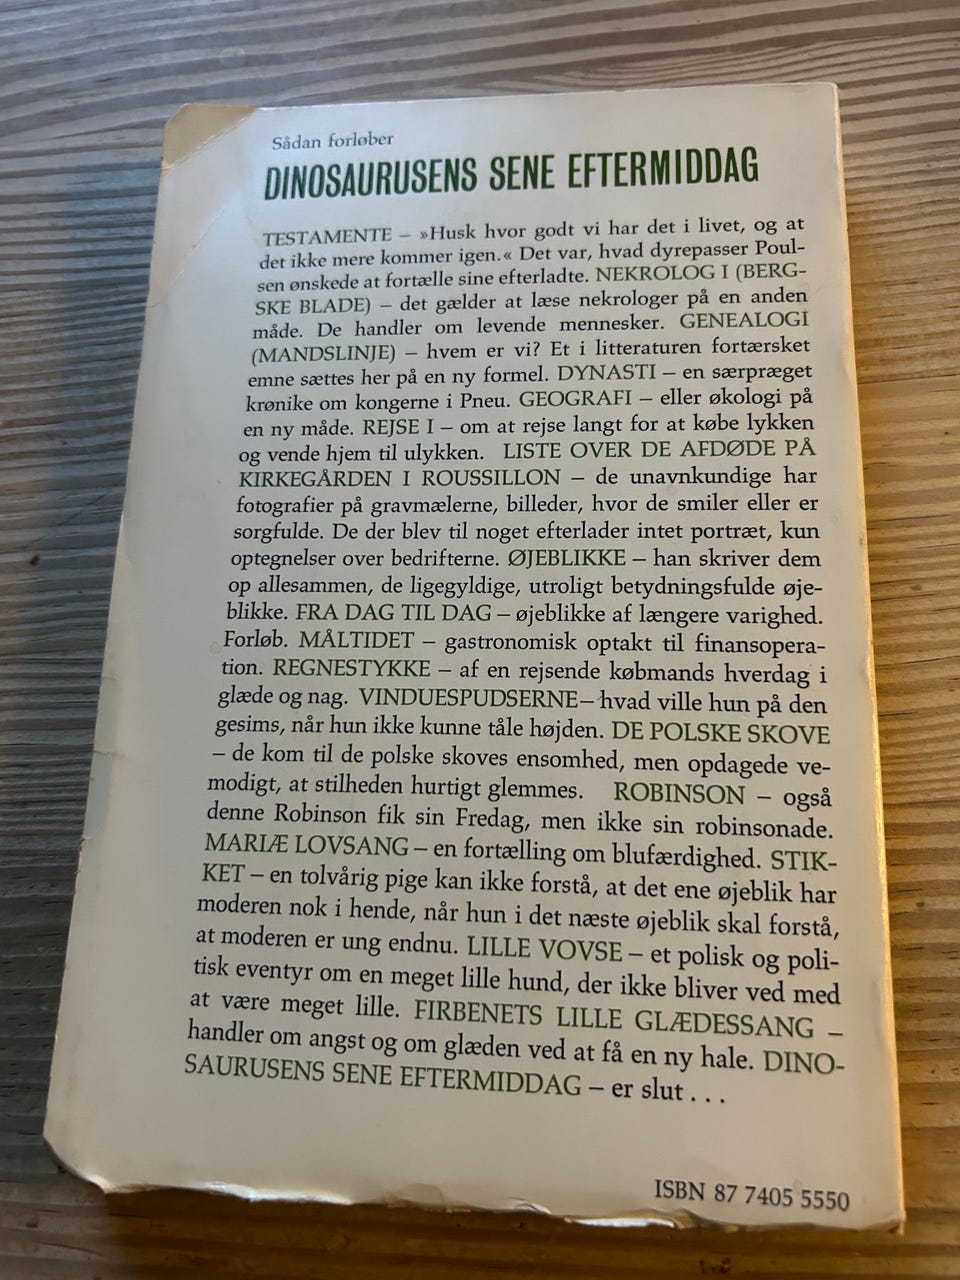 Sådan forløber
DINOSAURUSENS SENE EFTERMIDDAG
TESTAMENTE – »Husk hvor godt vi har det i livet, og at
det ikke mere kommer igen.« Det var, hvad dyrepasser Poul-
sen ønskede at fortælle sine efterladte. NEKROLOG I (BERG-
SKE BLADE) – det gælder at læse nekrologer på en anden
måde. De handler om levende mennesker. GENEALOGI
(MANDSLINJE) – hvem er vi? Et i litteraturen fortærsket
emne sættes her på en ny formel. DYNASTI – en særpræget
krønike om kongerne i Pneu. GEOGRAFI – eller økologi på
en ny måde. REJSE I – om at rejse langt for at købe lykken
og vende hjem til ulykken. LISTE OVER DE AFDØDE PÅ
KIRKEGÅRDEN I ROUSSILLON – de unavnkundige har
fotografier på gravmælerne, billeder, hvor de smiler eller er
sorgfulde. De der blev til noget efterlader intet portræt, kun
optegnelser over bedrifterne. ØJEBLIKKE – han skriver dem
op allesammen, de ligegyldige, utroligt betydningsfulde øje-
blikke. FRA DAG TIL DAG – øjeblikke af længere varighed.
Forløb. MÅLTIDET – gastronomisk optakt til finansopera-
tion. REGNESTYKKE – af en rejsende købmands hverdag i
glæde og nag. VINDUESPUDSERNE – hvad ville hun på den
gesims, når hun ikke kunne tåle højden. DE POLSKE SKOVE
– de kom til de polske skoves ensomhed, men opdagede ve-
modigt, at stilheden hurtigt glemmes. ROBINSON – også
denne Robinson fik sin Fredag, men ikke sin robinsonade.
MARIÆ LOVSANG – en fortælling om blufærdighed. STIK-
KET – en tolvårig pige kan ikke forstå, at det ene øjeblik har
moderen nok i hende, når hun i det næste øjeblik skal forstå,
at moderen er ung endnu. LILLE VOVSE – et polisk og poli-
tisk eventyr om en meget lille hund, der ikke bliver ved med
at være meget lille. FIRBENETS LILLE GLÆDESSANG –
handler om angst og om glæden ved at få en ny hale. DINO-
SAURUSENS SENE EFTERMIDDAG – er slut . . .
ISBN 87 7405 5550